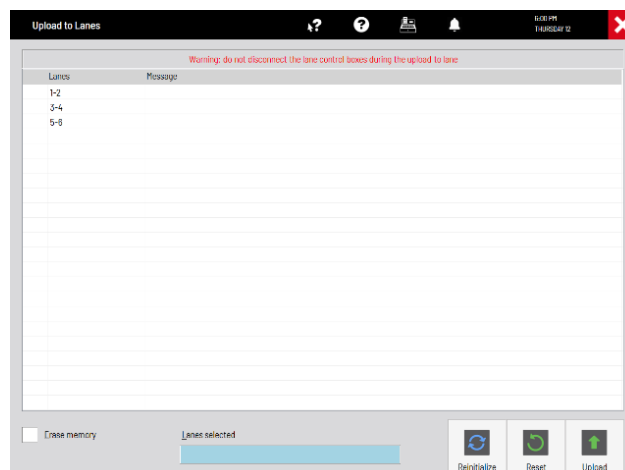 Upload to Lanes
6:00 PM
THURSDAY 12
Warning: do not disconnect the lane control boxes during the upload to lane
Lanes Message
1-2
3-4
5-6
Erase memory
Lanes selected
Reinitialize Reset Upload